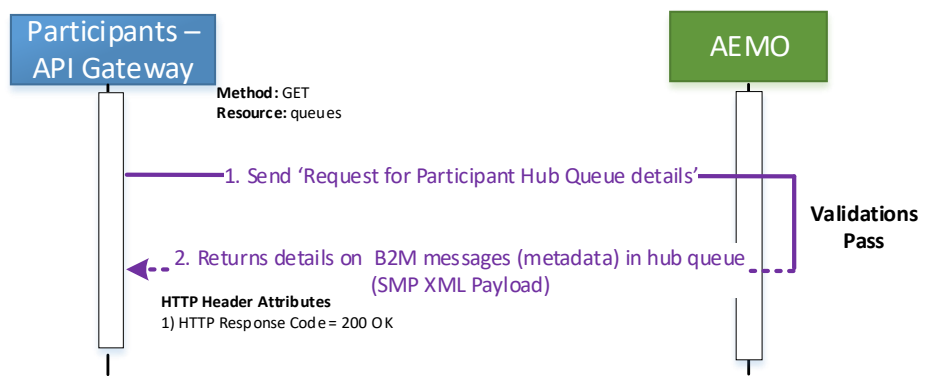 Participants –
API Gateway
AEMO
Method: GET
Resource: queues
1. Send ‘Request for Participant Hub Queue details’
Validations
Pass
2. Returns details on B2M messages (metadata) in hub queue
(SMP XML Payload)
HTTP Header Attributes
1) HTTP Response Code = 200 OK